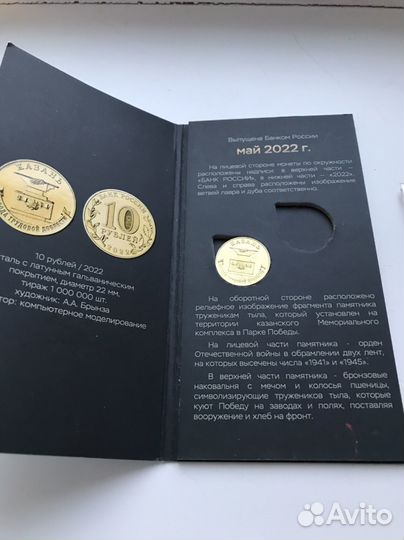 КАЗАНЬ
БАНК РОССИИ
10
РУБЛЕЙ
2022
10 рублей / 2022
сталь с латунным гальваническим
покрытием, диаметр 22 мм,
тираж: 1 000 000 шт.
художник: А.А. Брынза
тор: компьютерное моделирование
Выпущена Банком России
май 2022 г.
На лицевой стороне монеты по окружности
расположены надписи: в верхней части —
«БАНК РОССИИ», в нижней части — «2022».
Слева и справа расположены изображения
ветвей лавра и дуба соответственно.
КАЗАНЬ
На оборотной стороне расположено
рельефное изображение фрагмента памятника
труженикам тыла, который установлен на
территории казанского Мемориального
комплекса в Парке Победы.
На лицевой части памятника - орден
Отечественной войны в обрамлении двух лент,
на которых высечены числа «1941» и «1945».
В верхней части памятника - бронзовые
наковальня с мечом и колосья пшеницы,
символизирующие тружеников тыла, которые
куют Победу на заводах и полях, поставляя
вооружение и хлеб на фронт.
Avito